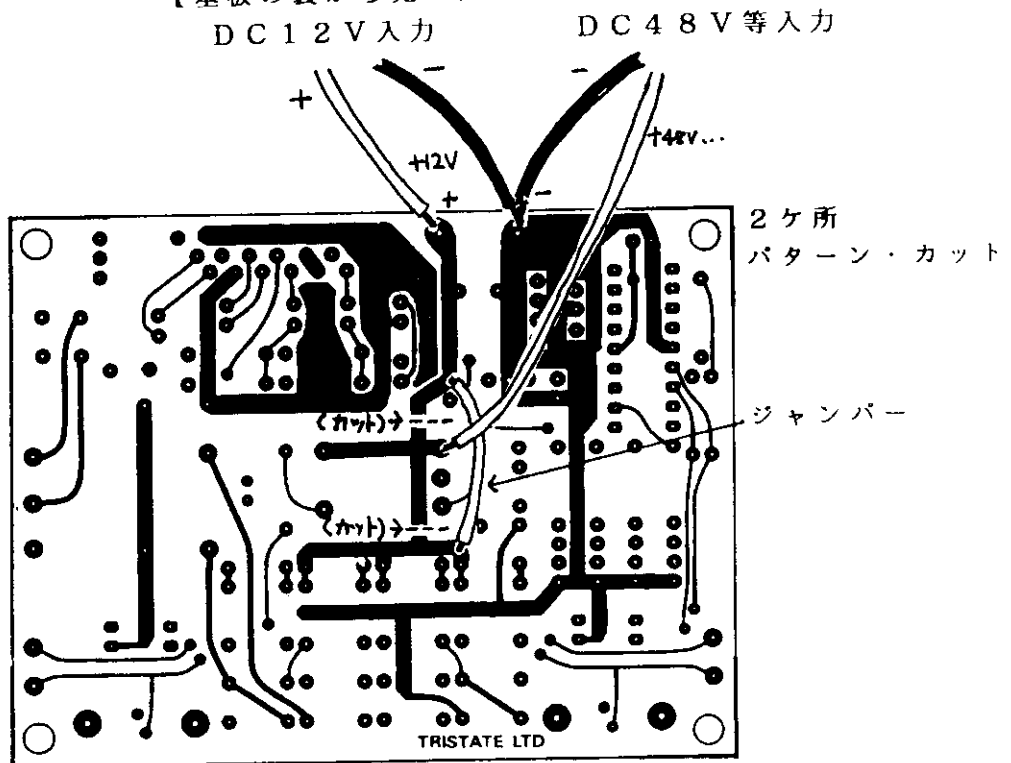 DC12V入力
DC48V等入力
+
−
−
+12V
+48V...
+
−
2ケ所
パターン・カット
(カット)→
ジャンパー
(カット)→
TRISTATE LTD